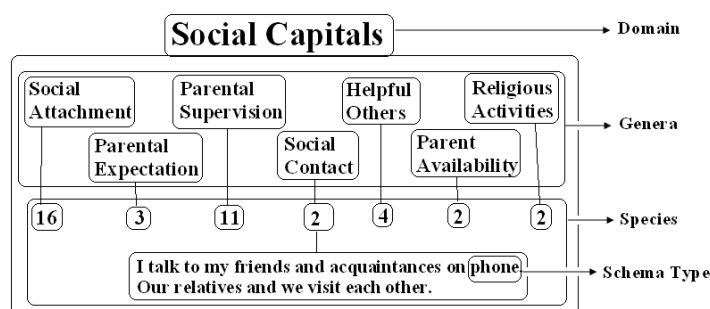 Social Capitals
Domain
Social
Attachment
Parental
Supervision
Helpful
Others
Religious
Activities
Genera
Parental
Expectation
Social
Contact
Parent
Availability
16 3 11 2 4 2 2
Species
I talk to my friends and acquaintances on phone.
Our relatives and we visit each other.
Schema Type